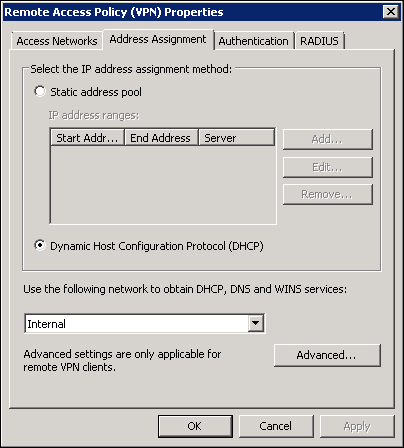 Remote Access Policy (VPN) Properties
Access Networks Address Assignment Authentication RADIUS
Select the IP address assignment method:
Static address pool
IP address ranges:
Start Addr... End Address Server
Add...
Edit...
Remove...
Dynamic Host Configuration Protocol (DHCP)
Use the following network to obtain DHCP, DNS and WINS services:
Internal
Advanced settings are only applicable for
remote VPN clients.
Advanced...
OK Cancel Apply